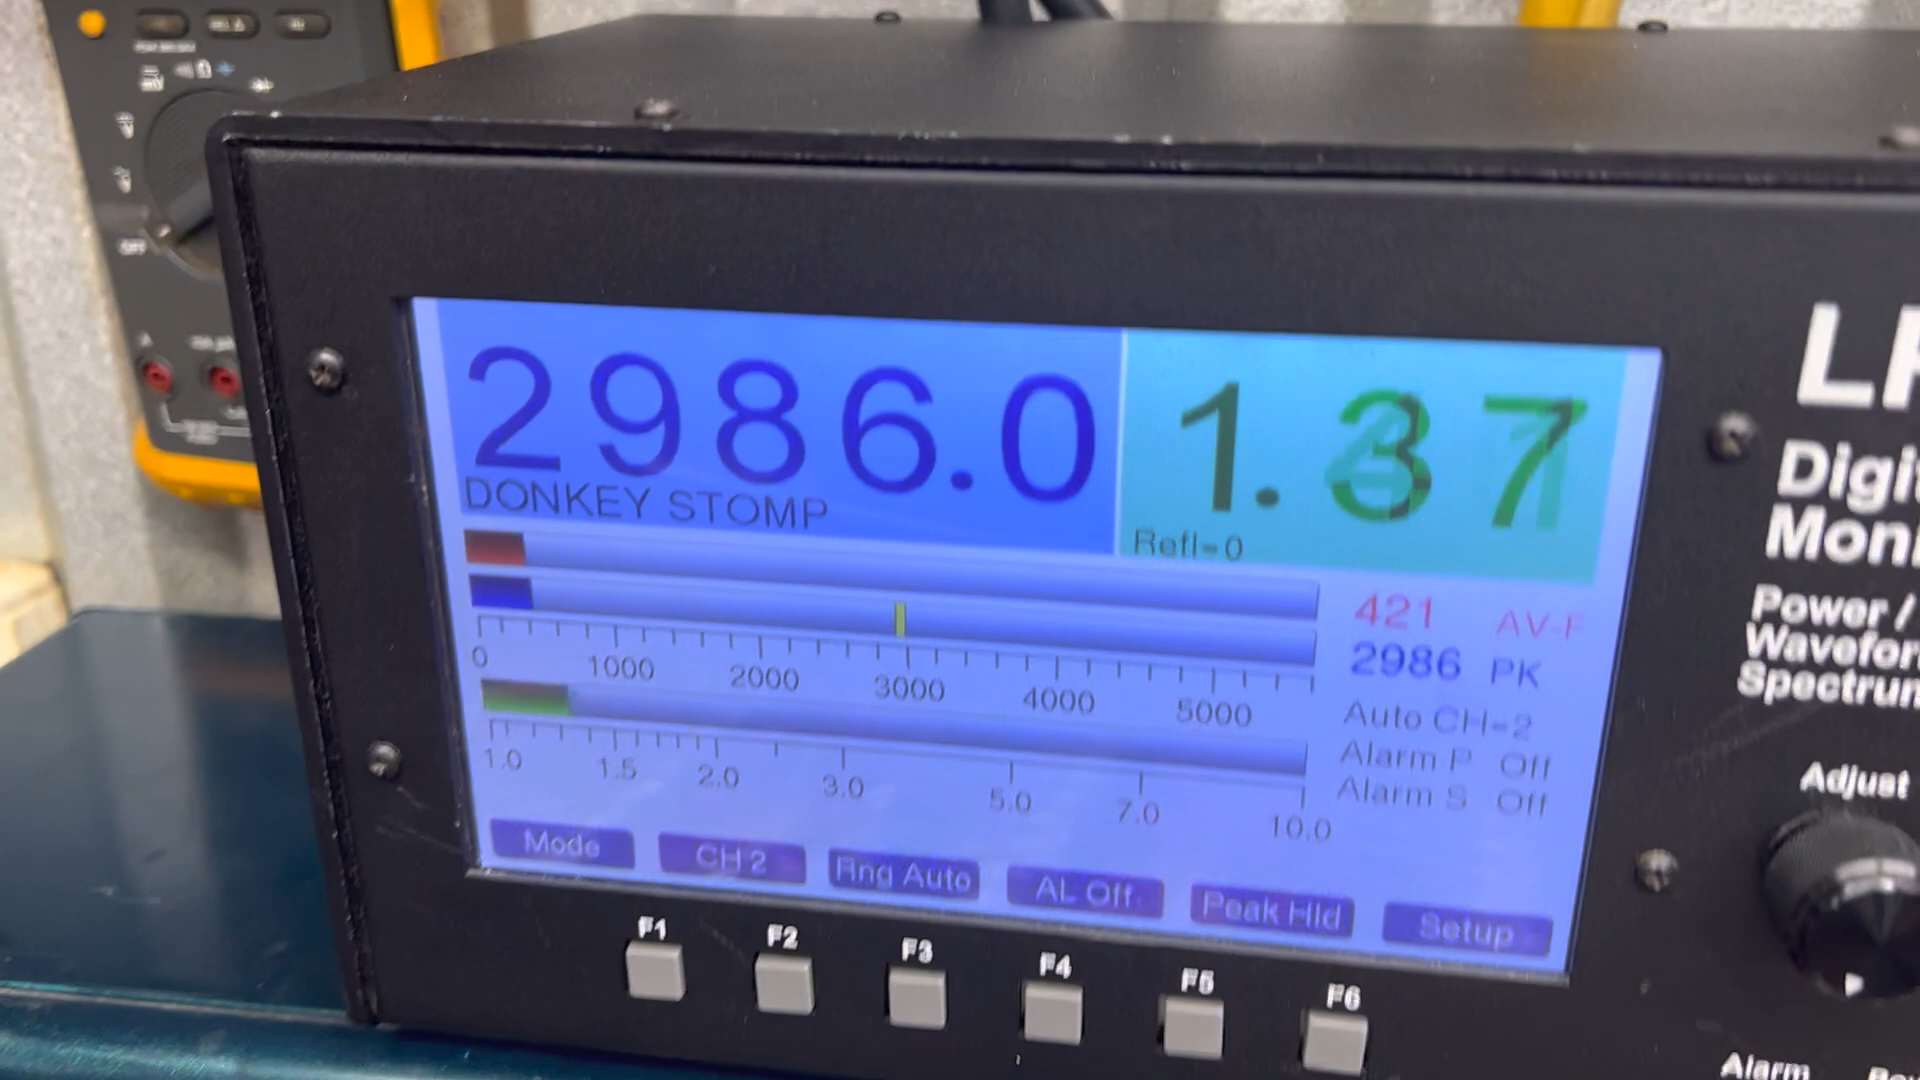 2986.0
DONKEY STOMP
1.37
Refl=0
421 AV-F
2986 PK
0 1000 2000 3000 4000 5000
Auto CH=2
Alarm P Off
Alarm S Off
1.0 1.5 2.0 3.0 5.0 7.0 10.0
Mode CH 2 Rng Auto AL Off Peak Hld Setup
F1 F2 F3 F4 F5 F6
Power /
Adjust
Alarm
OFF